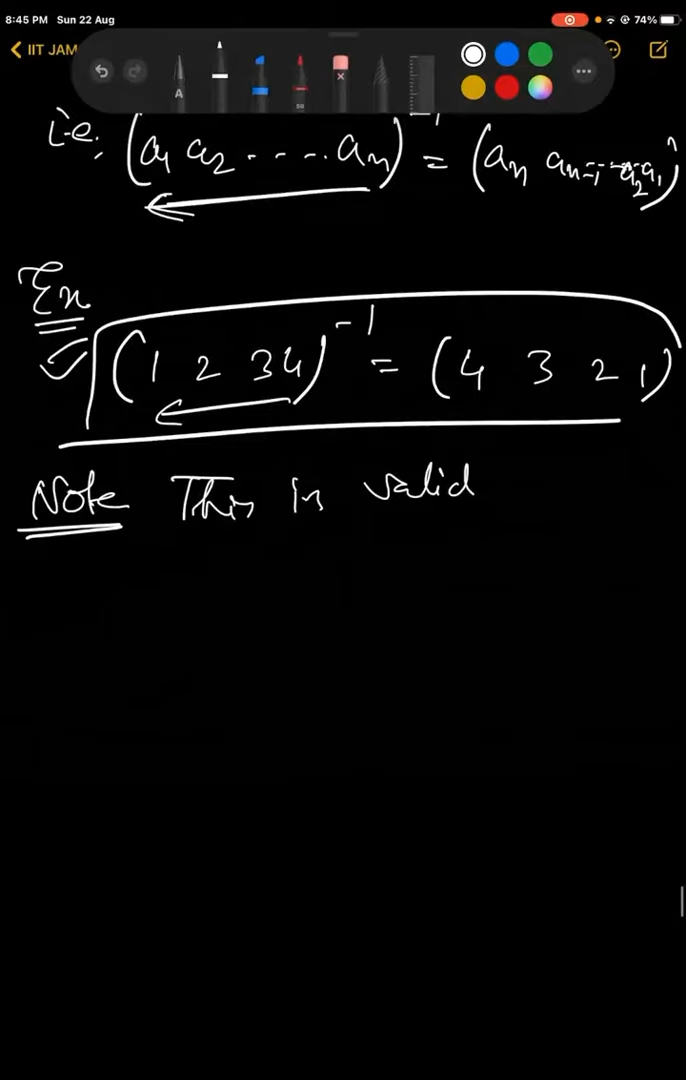 8:45 PM Sun 22 Aug 74%
IIT JAM
A 50
i.e., (a₁ a₂ ----. aₙ)⁻¹ = (aₙ aₙ₋₁ --a₂ a₁)
Ex
(1 2 3 4)⁻¹ = (4 3 2 1)
Note This is valid